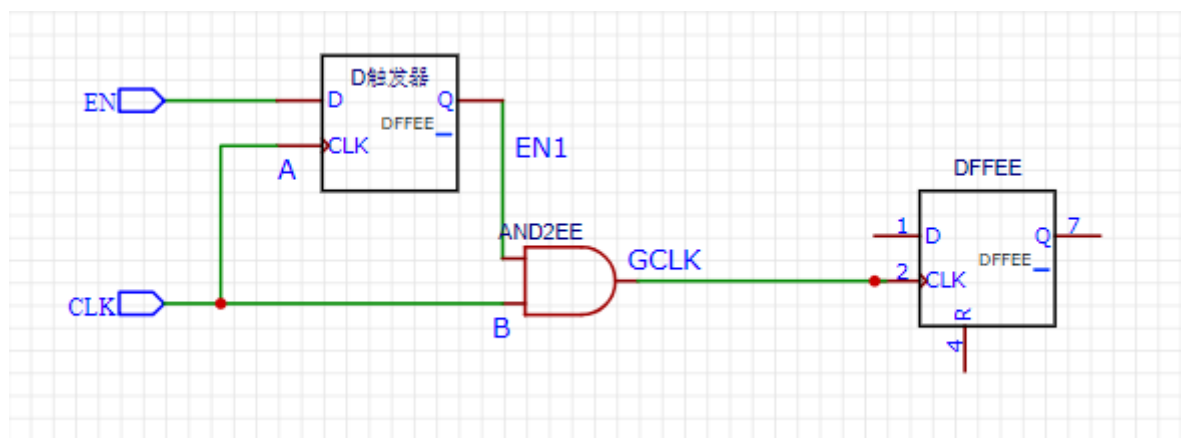 D触发器
EN
D
Q
DFFEE
CLK
A
EN1
DFFEE
AND2EE
1
D
Q
7
GCLK
DFFEE
2
CLK
CLK
B
R
4